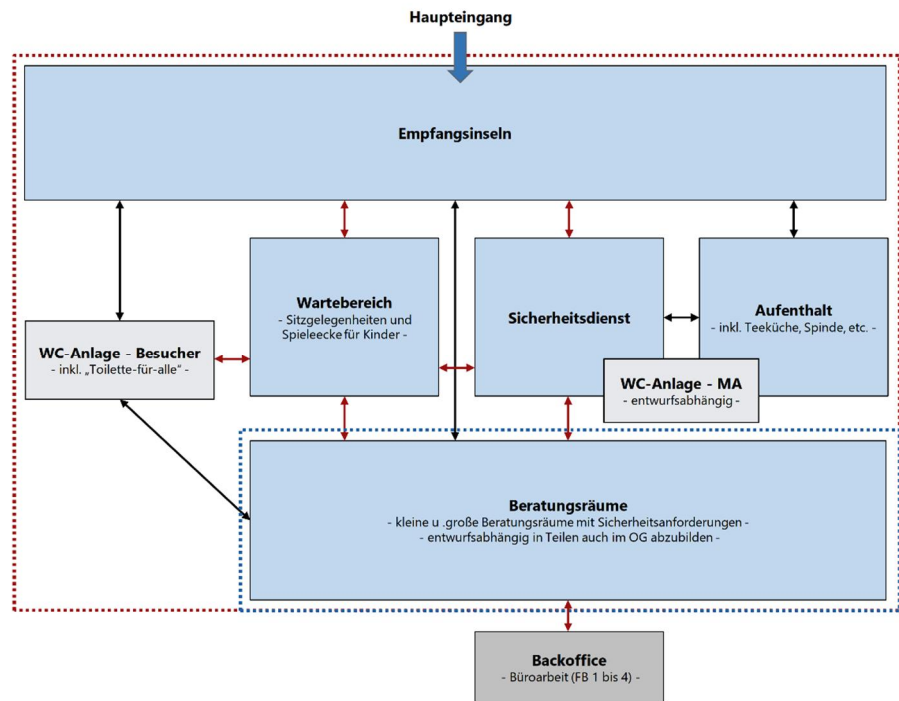 Haupteingang
Empfangsinseln
Wartebereich
- Sitzgelegenheiten und
Spieleecke für Kinder -
Sicherheitsdienst
Aufenthalt
- inkl. Teeküche, Spinde, etc. -
WC-Anlage - Besucher
- inkl. „Toilette-für-alle“ -
WC-Anlage - MA
- entwurfsabhängig -
Beratungsräume
- kleine u .große Beratungsräume mit Sicherheitsanforderungen -
- entwurfsabhängig in Teilen auch im OG abzubilden -
Backoffice
- Büroarbeit (FB 1 bis 4) -